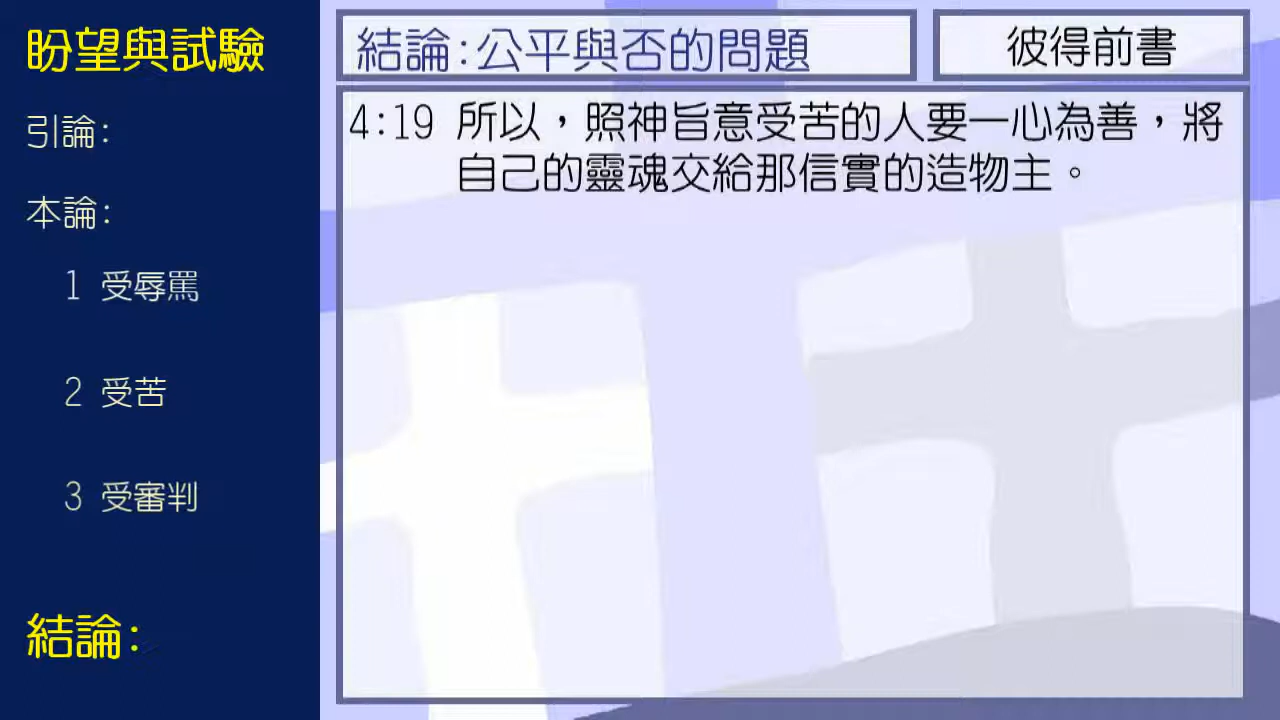 盼望與試驗
引論:
本論:
1 受辱罵
2 受苦
3 受審判
結論:
結論:公平與否的問題
彼得前書
4:19 所以，照神旨意受苦的人要一心為善，將
自己的靈魂交給那信實的造物主。